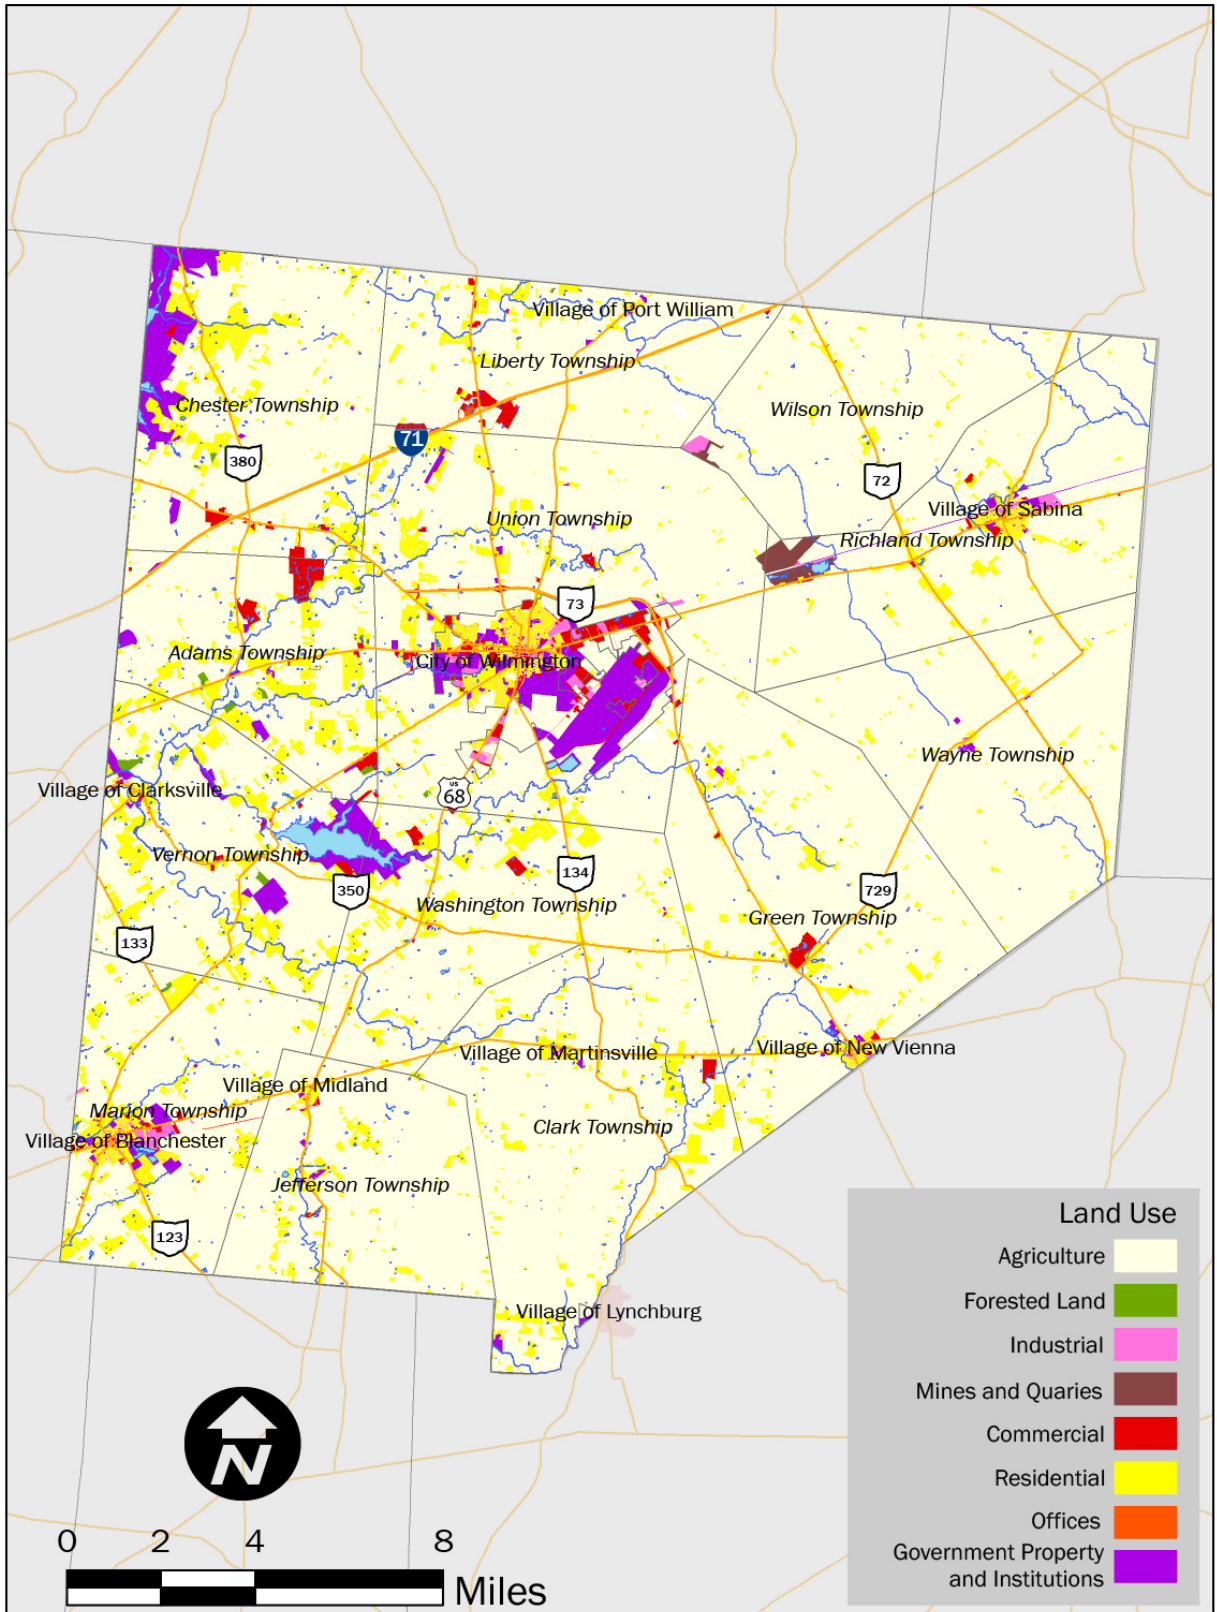 Village of Port William
Liberty Township
Chester Township
Wilson Township
71
380
72
Village of Sabina
Union Township
Richland Township
73
Adams Township
City of Wilmington
Wayne Township
Village of Clarksville
US
68
Vernon Township
134
350
729
Washington Township
Green Township
133
Village of Martinsville
Village of New Vienna
Village of Midland
Marion Township
Clark Township
Village of Blanchester
Jefferson Township
123
Village of Lynchburg
Land Use
Agriculture
Forested Land
Industrial
Mines and Quaries
Commercial
Residential
Offices
Government Property
and Institutions
N
0 2 4 8
Miles